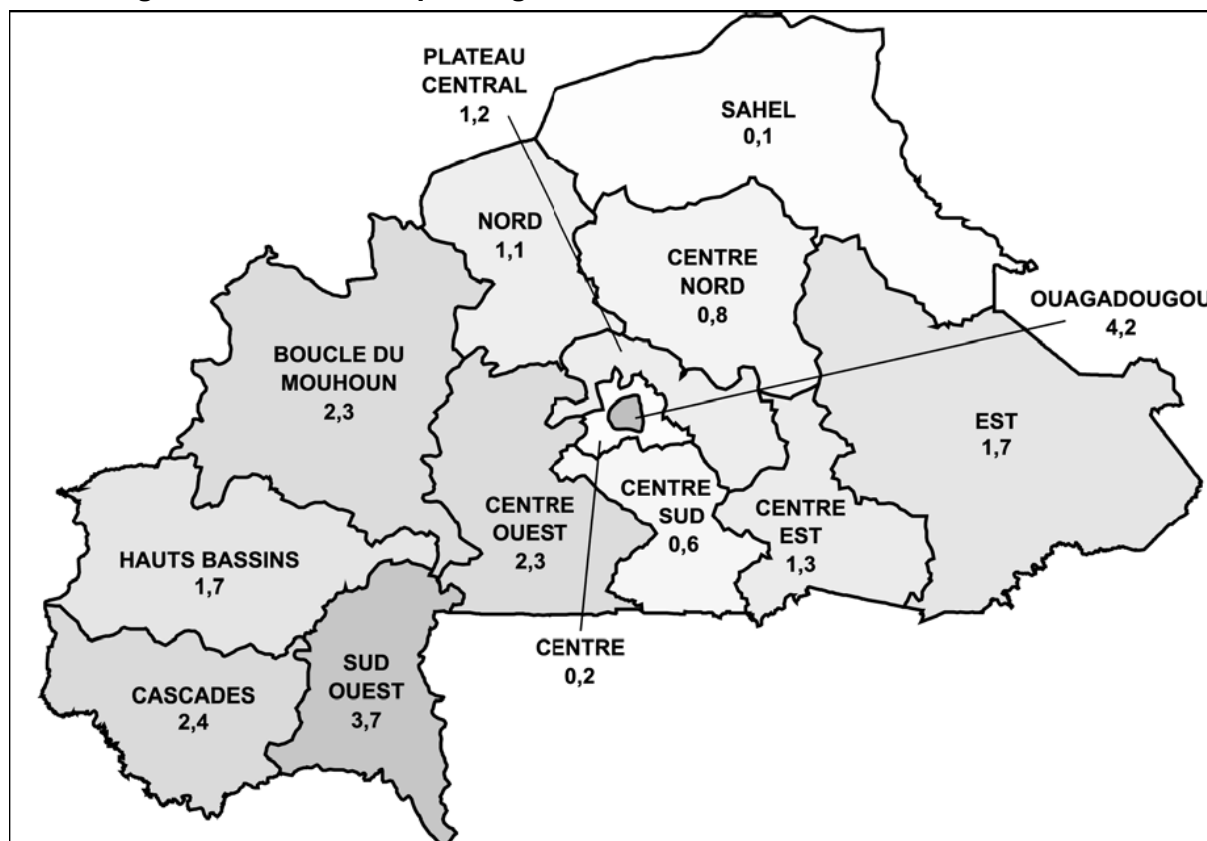 PLATEAU
CENTRAL
1,2
SAHEL
0,1
NORD
1,1
CENTRE
NORD
0,8
OUAGADOUGOU
4,2
BOUCLE DU
MOUHOUN
2,3
EST
1,7
CENTRE
OUEST
2,3
CENTRE
SUD
0,6
CENTRE
EST
1,3
HAUTS BASSINS
1,7
CENTRE
0,2
SUD
OUEST
3,7
CASCADES
2,4